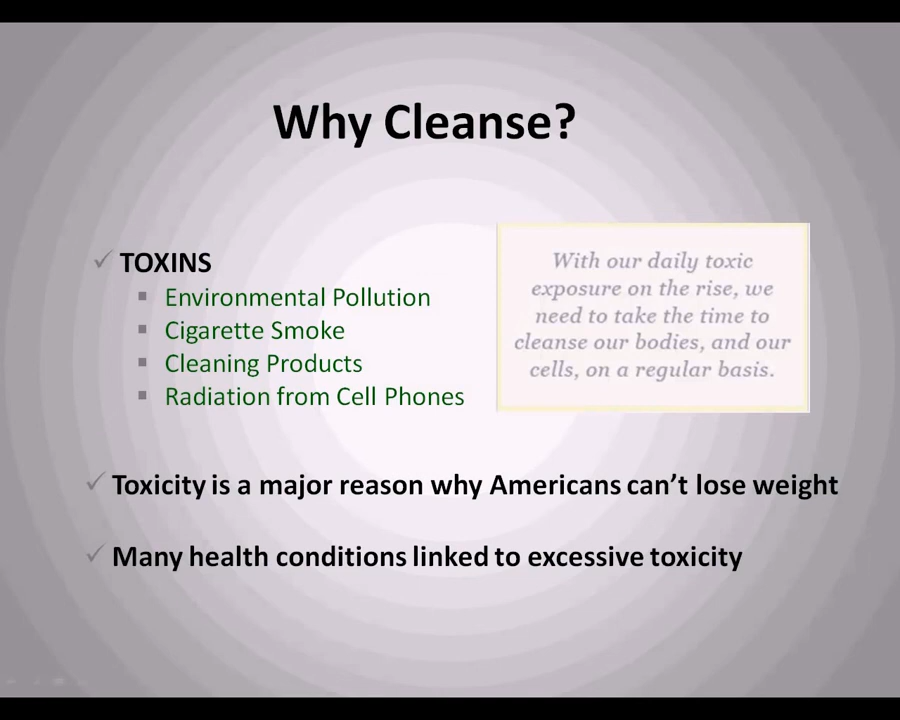 Why Cleanse?
TOXINS
Environmental Pollution
Cigarette Smoke
Cleaning Products
Radiation from Cell Phones
With our daily toxic
exposure on the rise, we
need to take the time to
cleanse our bodies, and our
cells, on a regular basis.
Toxicity is a major reason why Americans can’t lose weight
Many health conditions linked to excessive toxicity